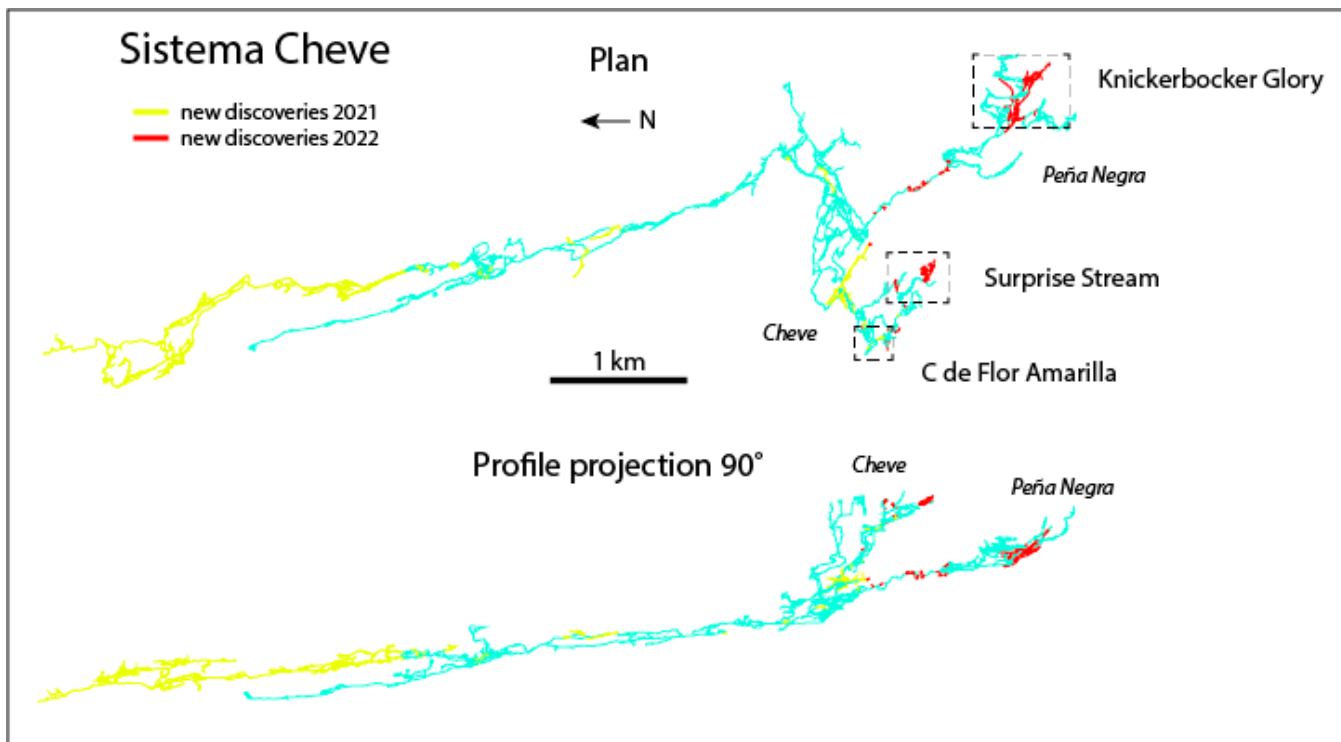 Sistema Cheve
Plan
new discoveries 2021
new discoveries 2022
N
Knickerbocker Glory
Peña Negra
Surprise Stream
Cheve
1 km
C de Flor Amarilla
Profile projection 90°
Cheve
Peña Negra